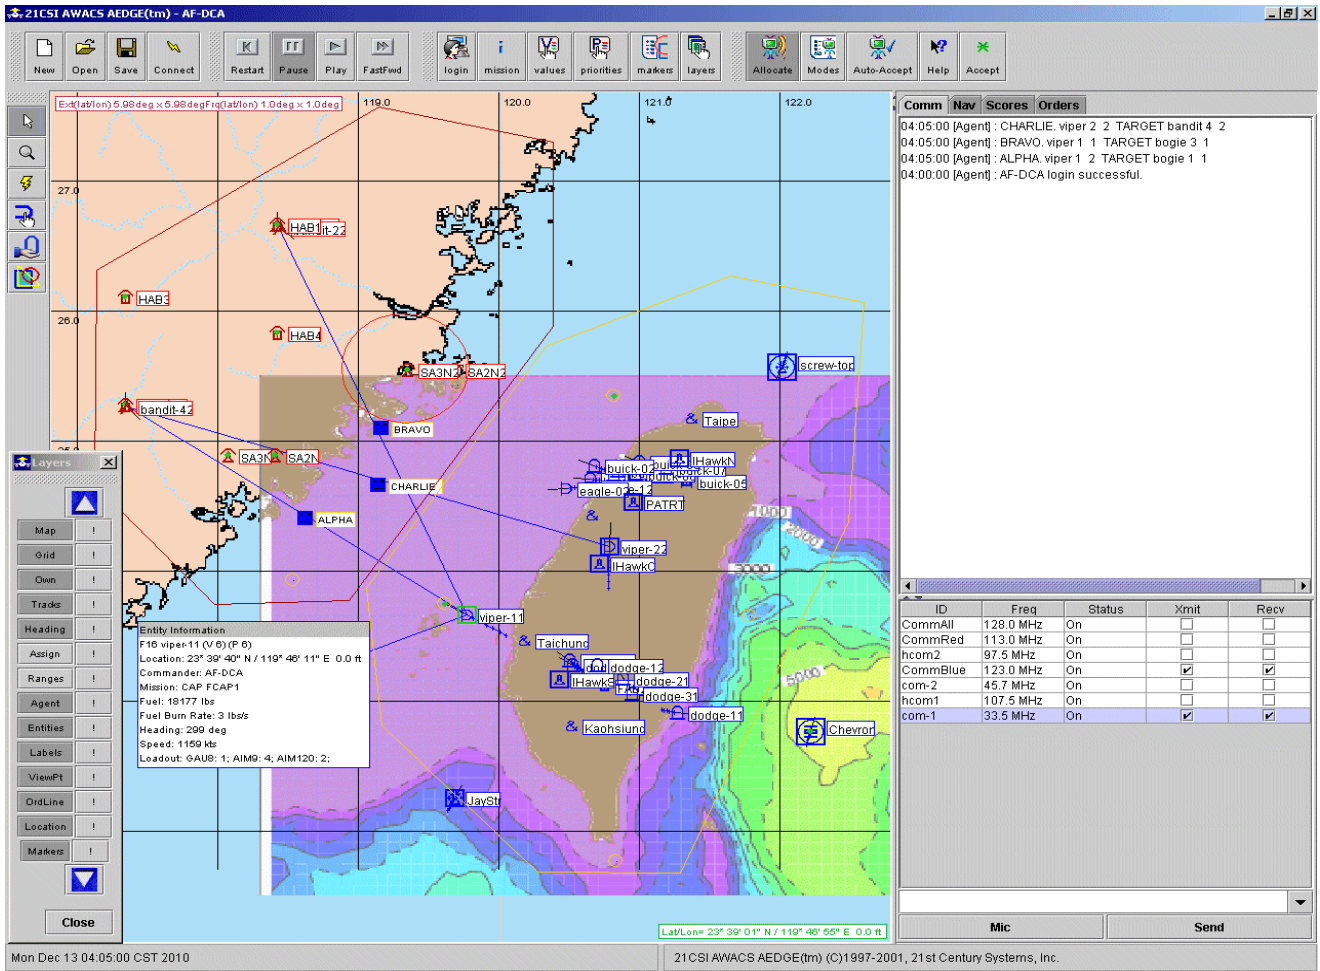 21CSI AWACS AEDGE(tm) - AF-DCA
New Open Save Connect Restart Pause Play FastFwd login mission values priorities markers layers Allocate Modes Auto-Accept Help Accept
Ext(lat/lon) 5.98deg x 5.98degFrq(lat/lon) 1.0deg x 1.0deg
119.0 120.0 121.0 122.0
27.0
26.0
HAB1
HAB3
HAB4
SA3N2 SA2N2
bandit-42
BRAVO
SA2N
CHARLIE
ALPHA
screw-top
Taipe
IHawkN
buick-02
buick-07
buick-05
PATRT
viper-22
IHawkC
viper-11
Taichund
dodge-12
IHawkS
dodge-21
dodge-31
dodge-11
Kaohsiund
Chevron
JayStr
1000
2000
3000
5000
Layers
Map !
Grid !
Own !
Tracks !
Heading !
Assign !
Ranges !
Agent !
Entities !
Labels !
ViewPt !
OrdLine !
Location !
Markers !
Close
Entity Information
F16 viper-11 (V 6) (P 6)
Location: 23° 39' 40" N / 119° 46' 11" E 0.0 ft
Commander: AF-DCA
Mission: CAP FCAP1
Fuel: 18177 lbs
Fuel Burn Rate: 3 lbs/s
Heading: 299 deg
Speed: 1159 kts
Loadout: GAU8: 1; AIM9: 4; AIM120: 2;
Lat/Lon= 23° 39' 01" N / 119° 46' 55" E 0.0 ft
Comm Nav Scores Orders
04:05:00 [Agent] : CHARLIE. viper 2 2 TARGET bandit 4 2
04:05:00 [Agent] : BRAVO. viper 1 1 TARGET bogie 3 1
04:05:00 [Agent] : ALPHA. viper 1 2 TARGET bogie 1 1
04:00:00 [Agent] : AF-DCA login successful.
ID Freq Status Xmit Recv
CommAll 128.0 MHz On
CommRed 113.0 MHz On
hcom2 97.5 MHz On
CommBlue 123.0 MHz On
com-2 45.7 MHz On
hcom1 107.5 MHz On
com-1 33.5 MHz On
Mic Send
Mon Dec 13 04:05:00 CST 2010
21CSI AWACS AEDGE(tm) (C)1997-2001, 21st Century Systems, Inc.